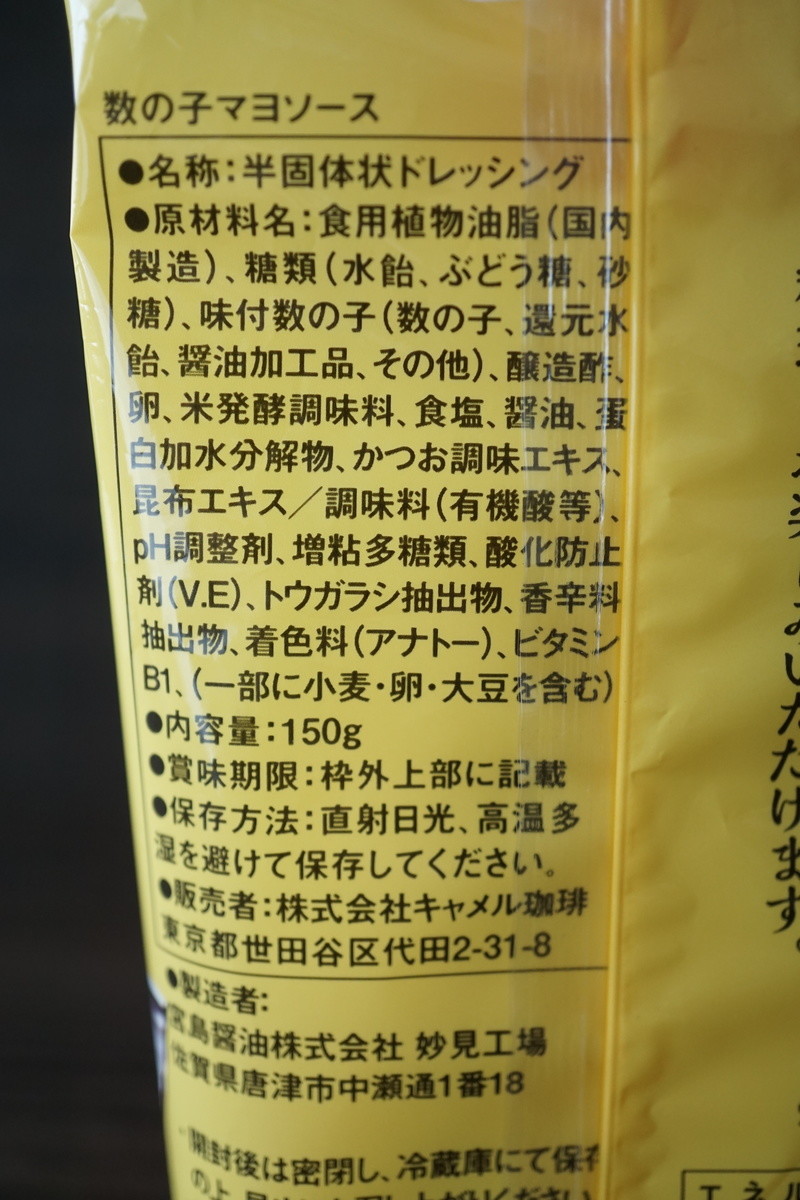 数の子マヨソース
●名称：半固体状ドレッシング
●原材料名：食用植物油脂（国内
製造）、糖類（水飴、ぶどう糖、砂
糖）、味付数の子（数の子、還元水
飴、醤油加工品、その他）、醸造酢、
卵、米発酵調味料、食塩、醤油、蛋
白加水分解物、かつお調味エキス、
昆布エキス／調味料（有機酸等）、
pH調整剤、増粘多糖類、酸化防止
剤（V.E）、トウガラシ抽出物、香辛料
抽出物、着色料（アナトー）、ビタミン
B1、（一部に小麦・卵・大豆を含む）
●内容量：150g
●賞味期限：枠外上部に記載
●保存方法：直射日光、高温多
湿を避けて保存してください。
●販売者：株式会社キャメル珈琲
東京都世田谷区代田2-31-8
●製造者：
宮島醤油株式会社 妙見工場
佐賀県唐津市中瀬通1番18
開封後は密閉し、冷蔵庫にて保存
いただけます。
エネル